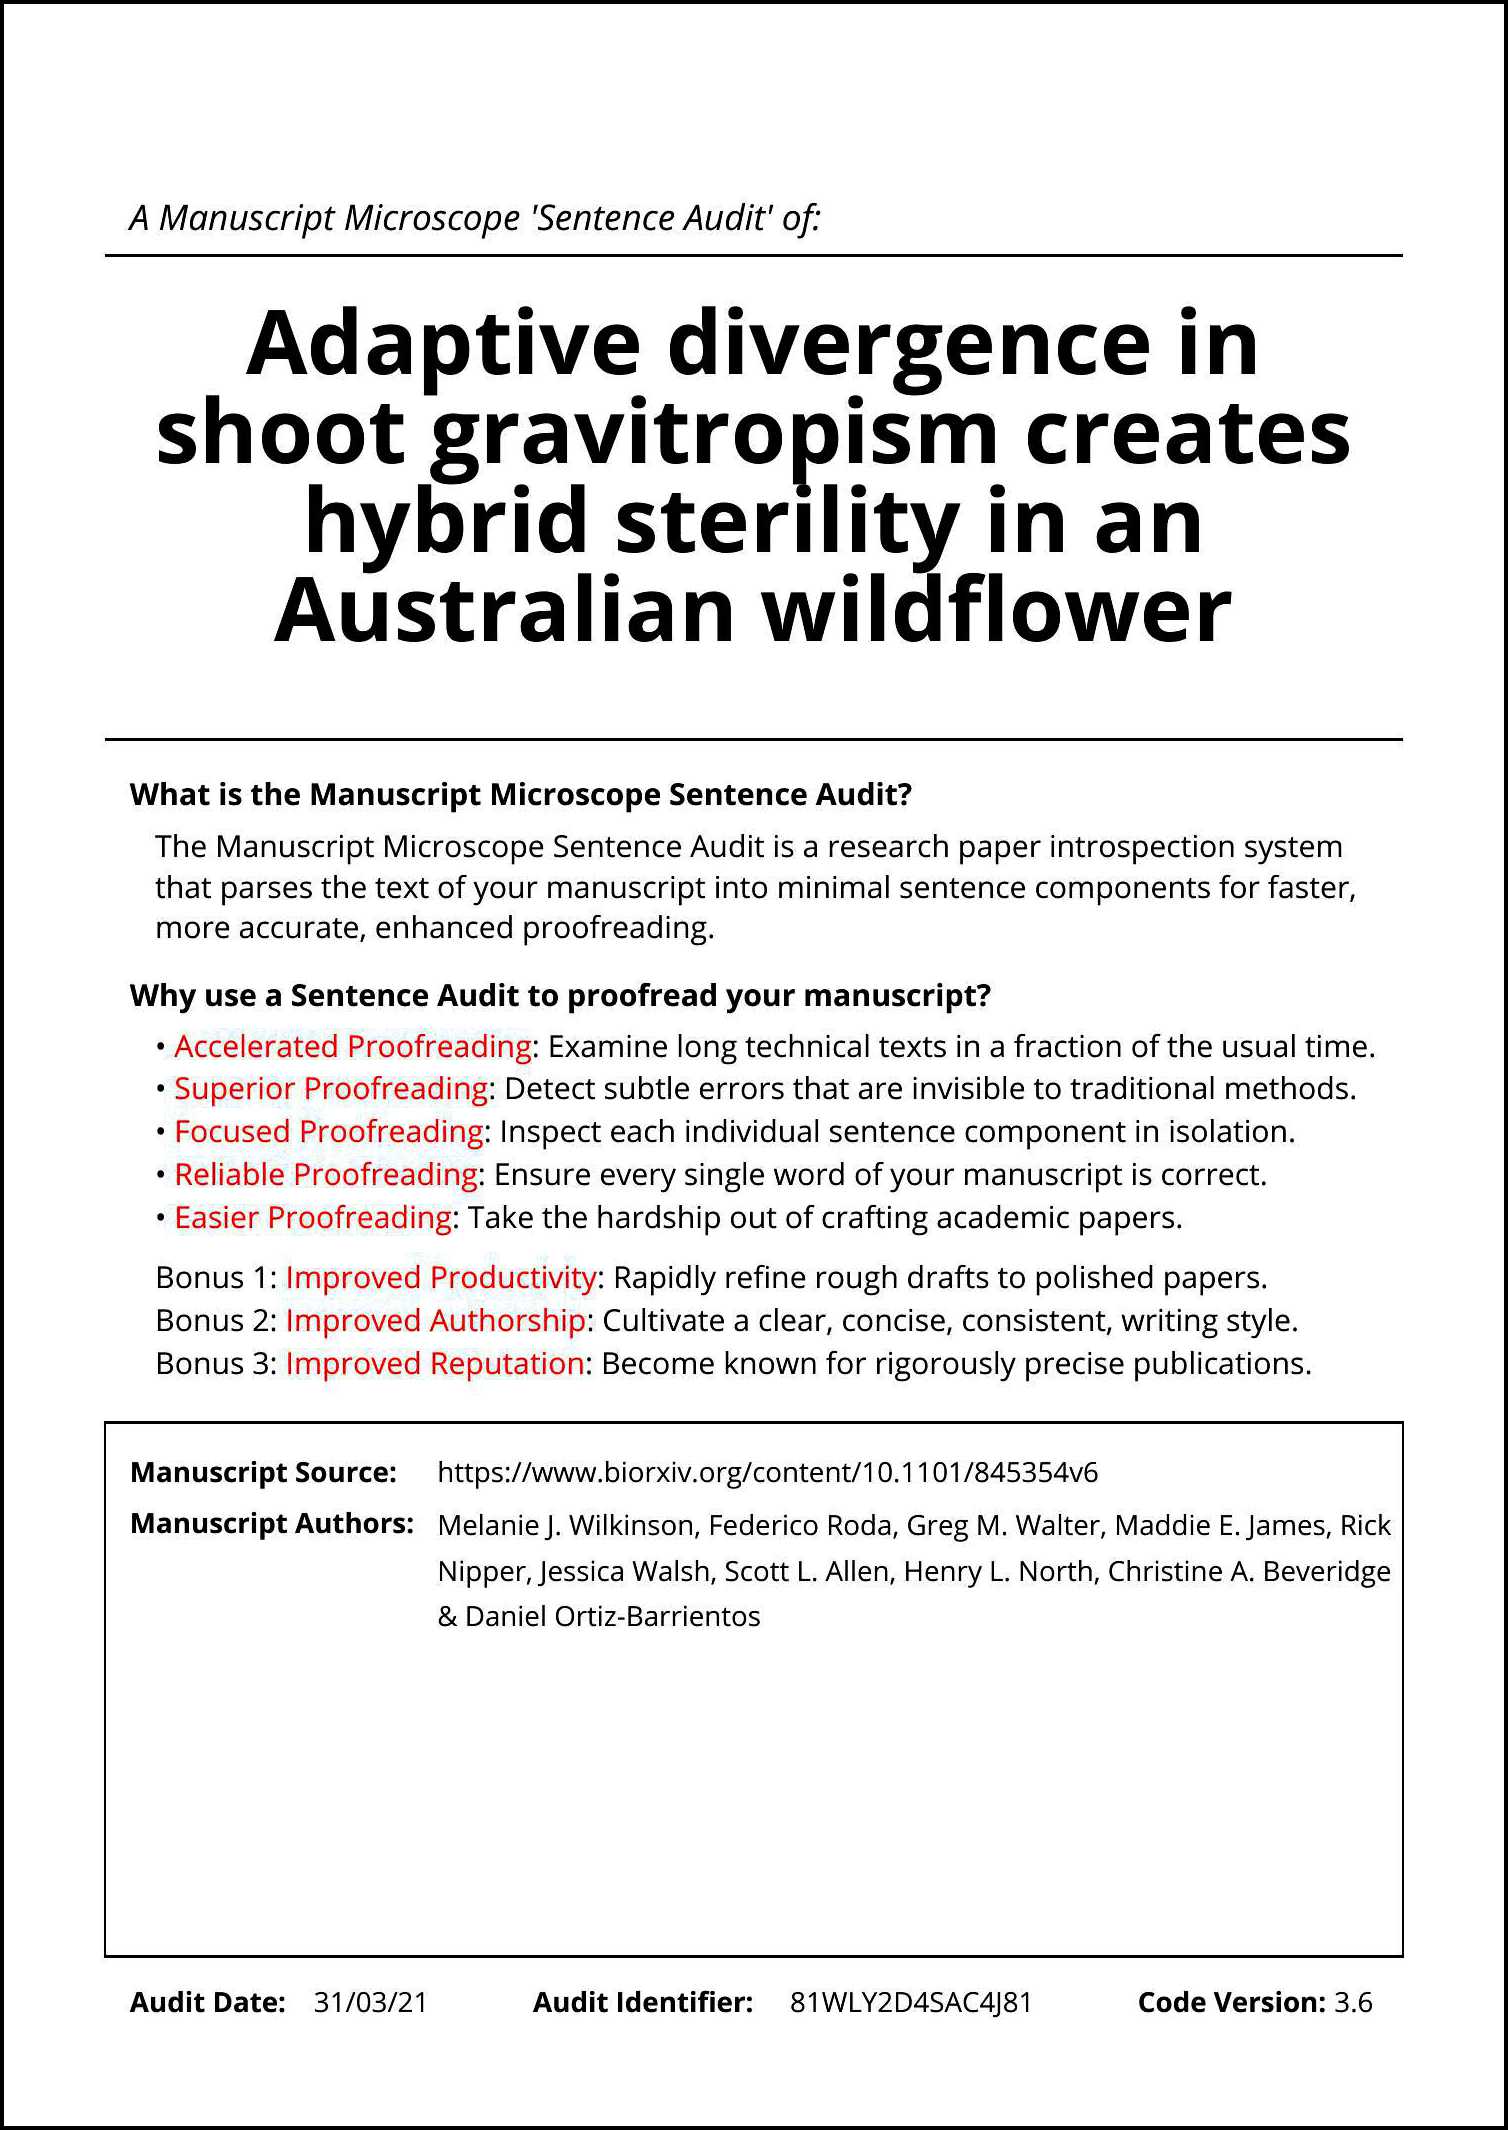 A Manuscript Microscope 'Sentence Audit' of:
Adaptive divergence in
shoot gravitropism creates
hybrid sterility in an
Australian wildflower
What is the Manuscript Microscope Sentence Audit?
The Manuscript Microscope Sentence Audit is a research paper introspection system
that parses the text of your manuscript into minimal sentence components for faster,
more accurate, enhanced proofreading.
Why use a Sentence Audit to proofread your manuscript?
• Accelerated Proofreading: Examine long technical texts in a fraction of the usual time.
• Superior Proofreading: Detect subtle errors that are invisible to traditional methods.
• Focused Proofreading: Inspect each individual sentence component in isolation.
• Reliable Proofreading: Ensure every single word of your manuscript is correct.
• Easier Proofreading: Take the hardship out of crafting academic papers.
Bonus 1: Improved Productivity: Rapidly refine rough drafts to polished papers.
Bonus 2: Improved Authorship: Cultivate a clear, concise, consistent, writing style.
Bonus 3: Improved Reputation: Become known for rigorously precise publications.
Manuscript Source: https://www.biorxiv.org/content/10.1101/845354v6
Manuscript Authors: Melanie J. Wilkinson, Federico Roda, Greg M. Walter, Maddie E. James, Rick
Nipper, Jessica Walsh, Scott L. Allen, Henry L. North, Christine A. Beveridge
& Daniel Ortiz-Barrientos
Audit Date: 31/03/21 Audit Identifier: 81WLY2D4SAC4J81 Code Version: 3.6